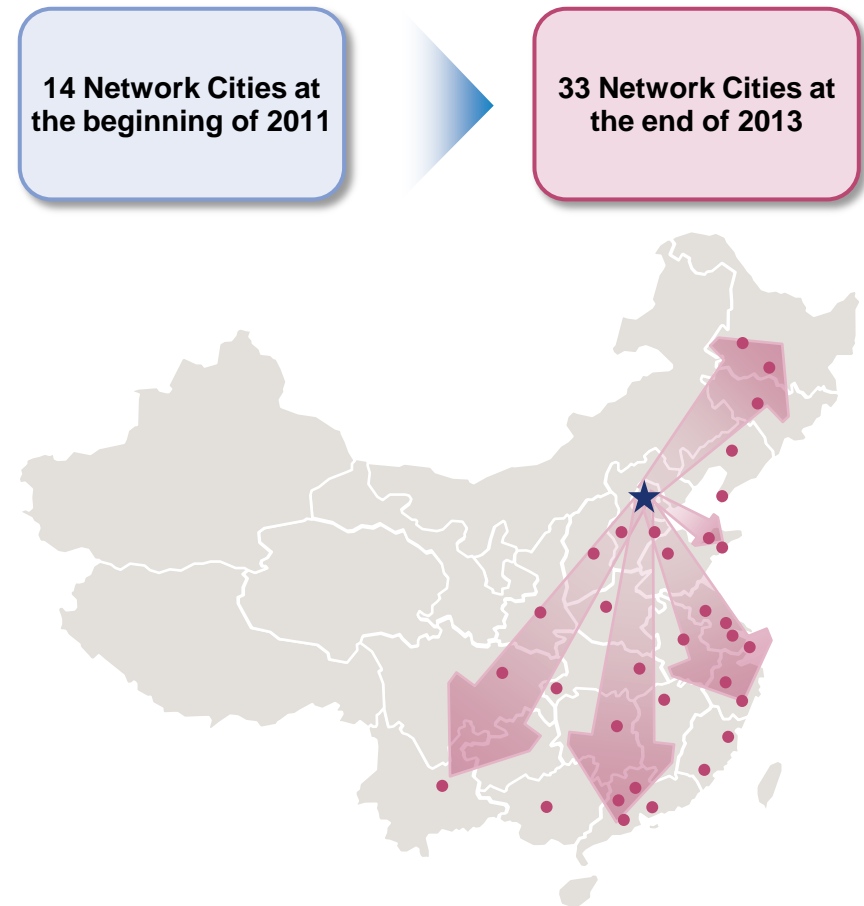 14 Network Cities at
the beginning of 2011
33 Network Cities at
the end of 2013